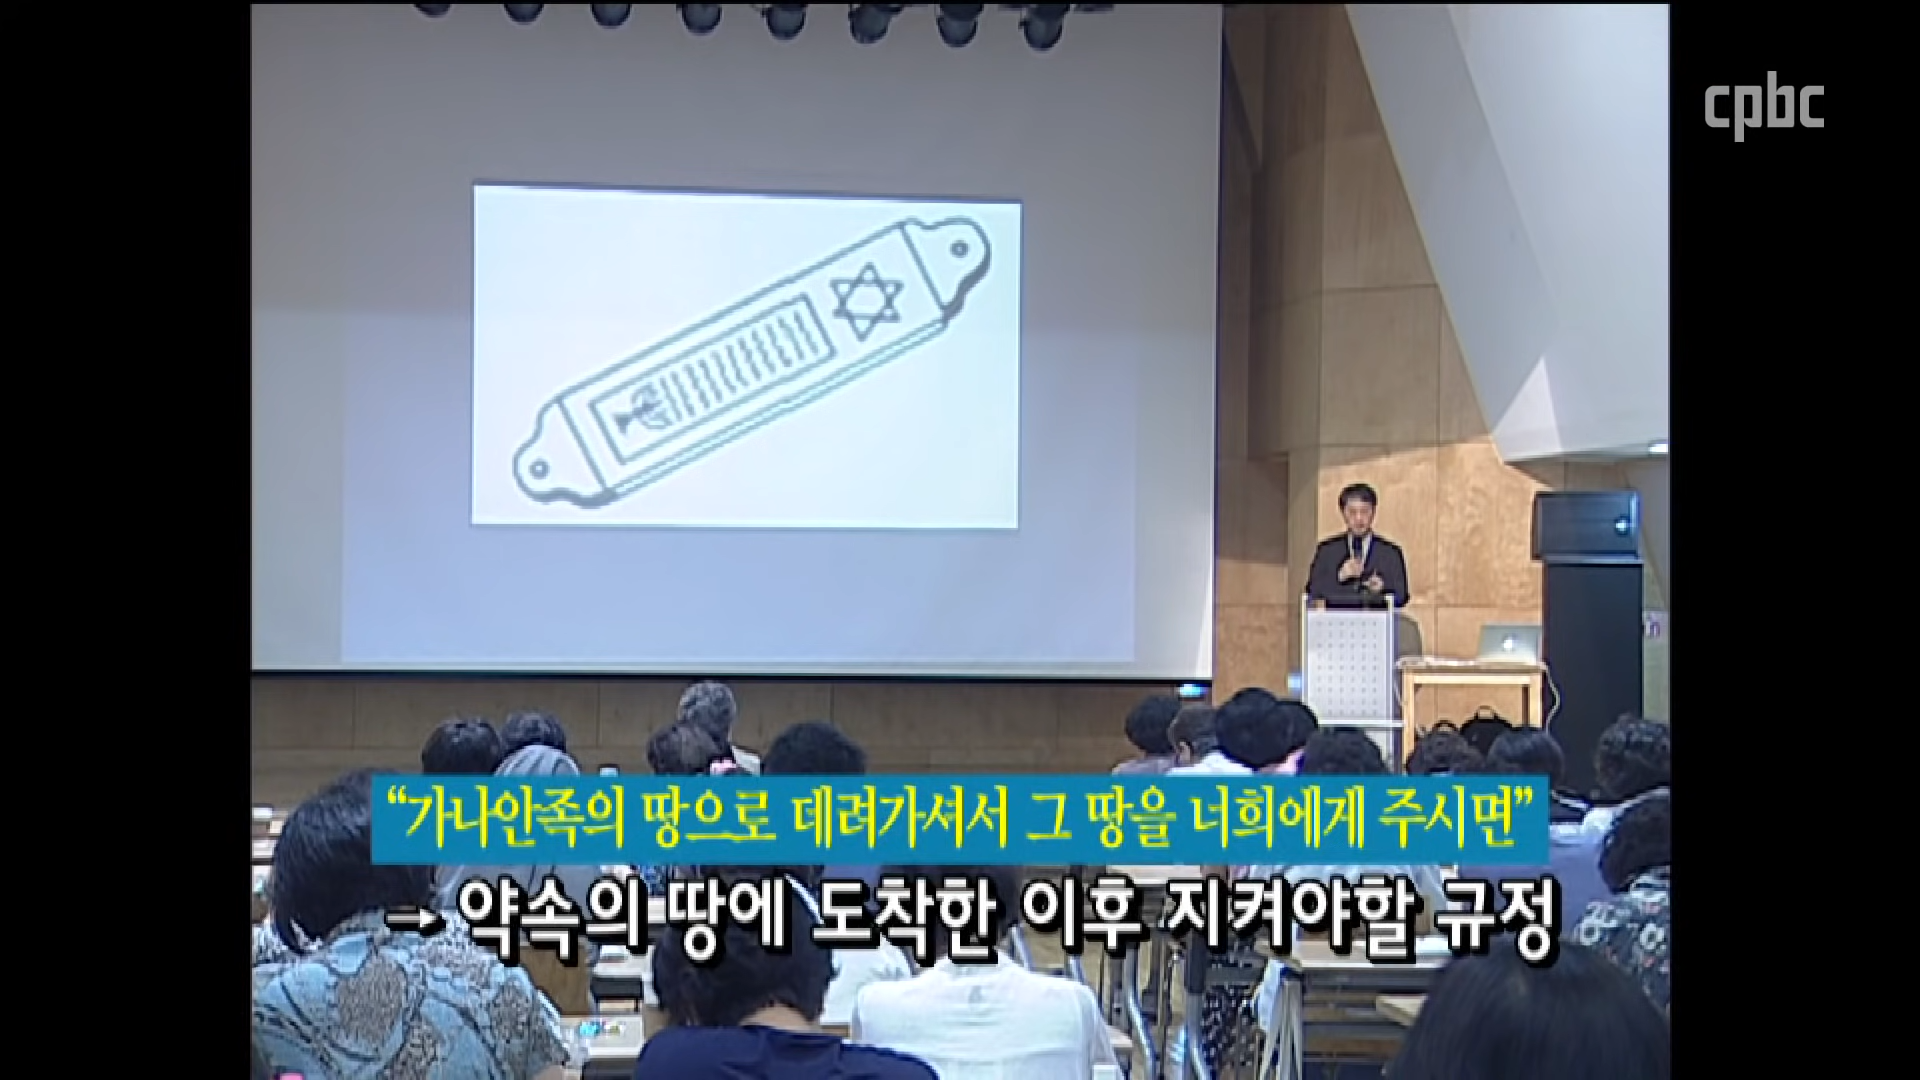 cpbc
“가나안족의 땅으로 데려가셔서 그 땅을 너희에게 주시면”
→ 약속의 땅에 도착한 이후 지켜야할 규정